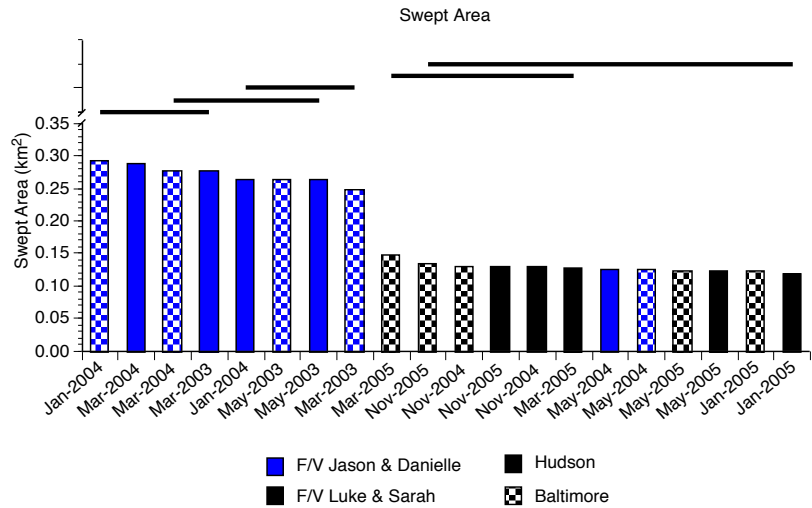 Swept Area
Swept Area (km²)
0.35
0.30
0.25
0.20
0.15
0.10
0.05
0.00
Jan-2004
Mar-2004
Mar-2004
Mar-2003
Jan-2004
May-2003
May-2003
Mar-2003
Mar-2005
Nov-2005
Nov-2004
Nov-2005
Nov-2004
Mar-2005
May-2004
May-2004
May-2005
May-2005
Jan-2005
Jan-2005
F/V Jason & Danielle
Hudson
F/V Luke & Sarah
Baltimore